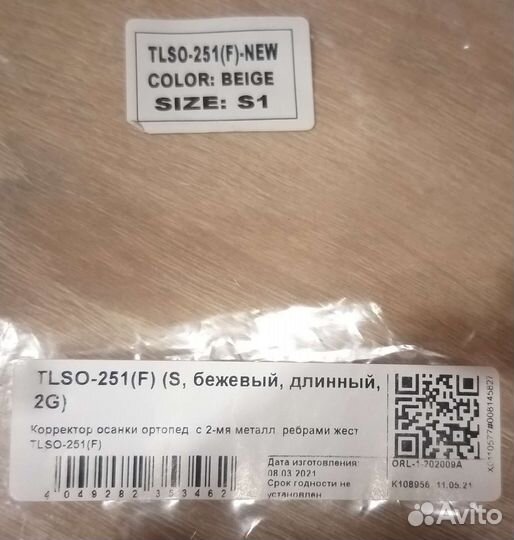 TLSO-251(F)-NEW
COLOR: BEIGE
SIZE: S1
TLSO-251(F) (S, бежевый, длинный,
2G)
Корректор осанки ортопед. с 2-мя металл. ребрами жест.
TLSO-251(F)
Дата изготовления:
08.03.2021
Срок годности не
установлен
4 049282 353462
ORL-1-202009A
K108956 11.05.21
Avito